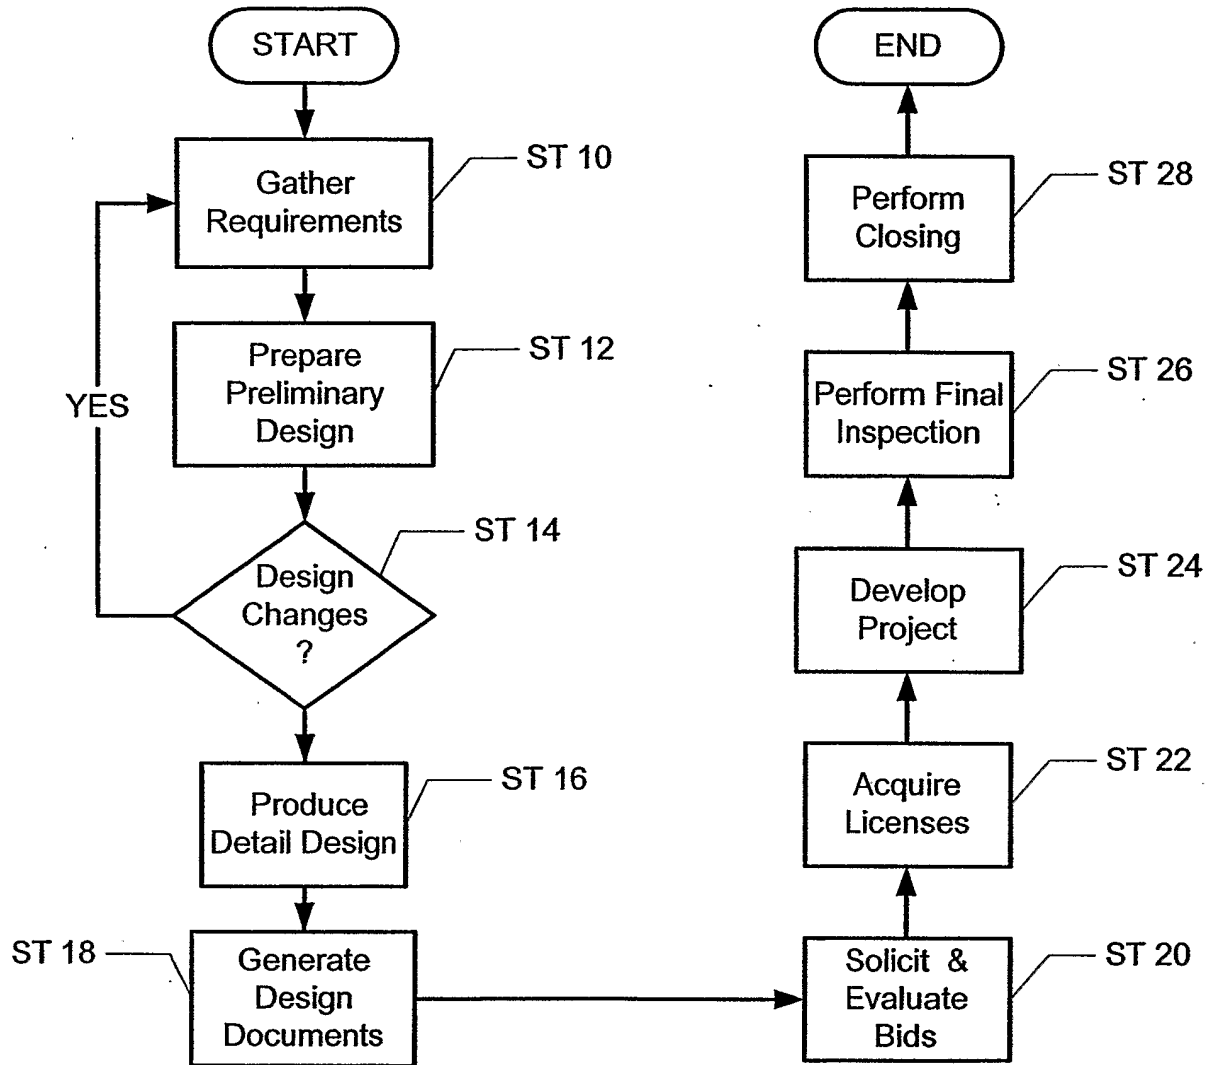 START
Gather
Requirements
ST 10
Prepare
Preliminary
Design
ST 12
YES
Design
Changes
?
ST 14
Produce
Detail Design
ST 16
ST 18
Generate
Design
Documents
Solicit &
Evaluate
Bids
ST 20
Acquire
Licenses
ST 22
Develop
Project
ST 24
Perform Final
Inspection
ST 26
Perform
Closing
ST 28
END